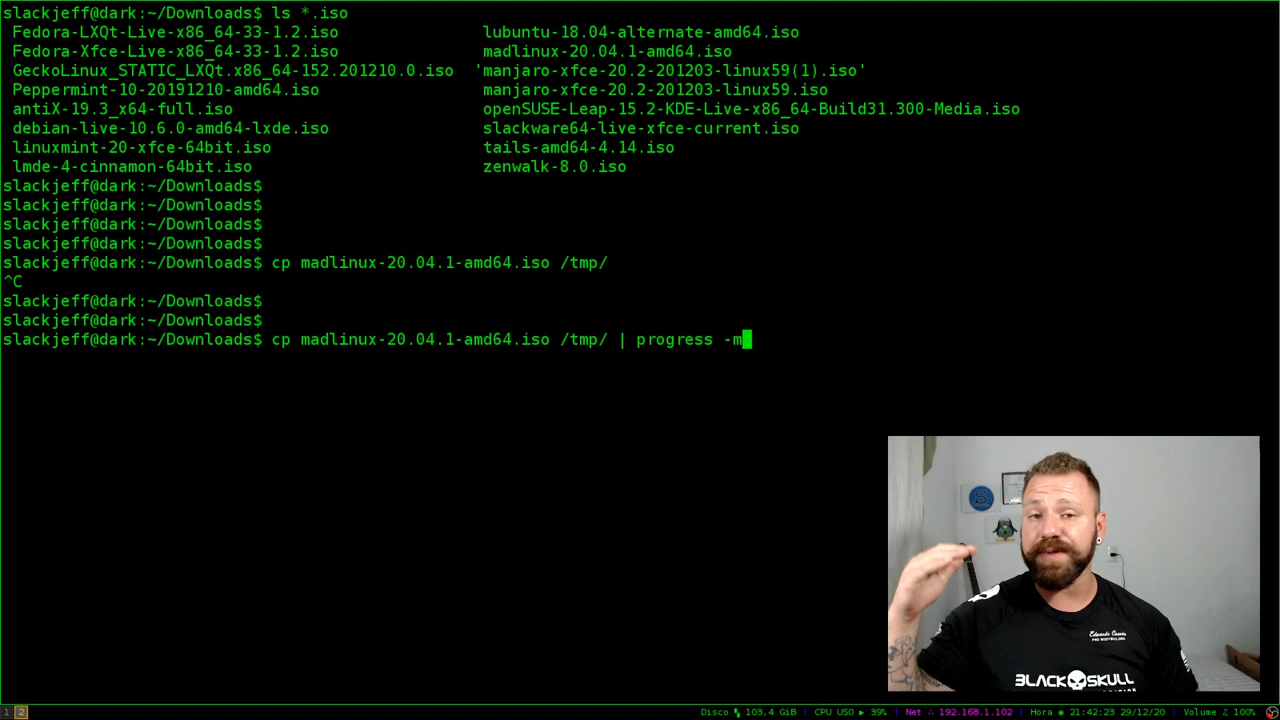 slackjeff@dark:~/Downloads$ ls *.iso
Fedora-LXQt-Live-x86_64-33-1.2.iso lubuntu-18.04-alternate-amd64.iso
Fedora-Xfce-Live-x86_64-33-1.2.iso madlinux-20.04.1-amd64.iso
GeckoLinux_STATIC_LXQt.x86_64-152.201210.0.iso 'manjaro-xfce-20.2-201203-linux59(1).iso'
Peppermint-10-20191210-amd64.iso manjaro-xfce-20.2-201203-linux59.iso
antiX-19.3_x64-full.iso openSUSE-Leap-15.2-KDE-Live-x86_64-Build31.300-Media.iso
debian-live-10.6.0-amd64-lxde.iso slackware64-live-xfce-current.iso
linuxmint-20-xfce-64bit.iso tails-amd64-4.14.iso
lmde-4-cinnamon-64bit.iso zenwalk-8.0.iso
slackjeff@dark:~/Downloads$
slackjeff@dark:~/Downloads$
slackjeff@dark:~/Downloads$
slackjeff@dark:~/Downloads$
slackjeff@dark:~/Downloads$ cp madlinux-20.04.1-amd64.iso /tmp/
^C
slackjeff@dark:~/Downloads$
slackjeff@dark:~/Downloads$
slackjeff@dark:~/Downloads$ cp madlinux-20.04.1-amd64.iso /tmp/ | progress -m
S
PRO BODYBUILDER
BLACK SKULL
1 2 Disco 103,4 GiB | CPU USO ▶ 39% | Net 192.168.1.102 | Hora ◉ 21:42:23 29/12/20 | Volume ♫ 100%